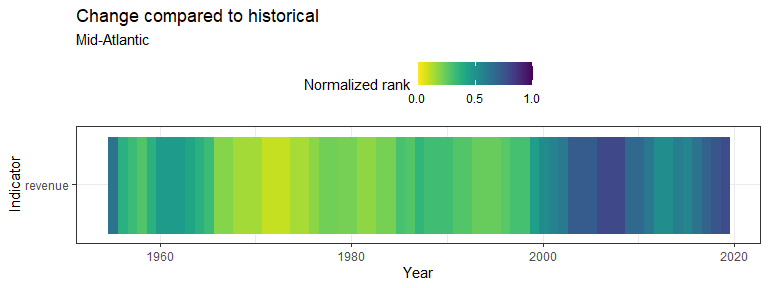 Change compared to historical
Mid-Atlantic
Normalized rank
0.0 0.5 1.0
Indicator
revenue
1960 1980 2000 2020
Year